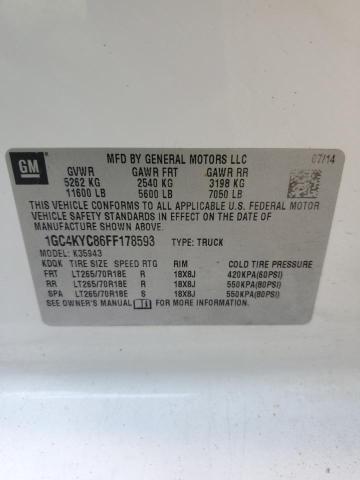 GM
MFD BY GENERAL MOTORS LLC 07/14
GVWR GAWR FRT GAWR RR
5262 KG 2540 KG 3198 KG
11600 LB 5600 LB 7050 LB
THIS VEHICLE CONFORMS TO ALL APPLICABLE U.S. FEDERAL MOTOR
VEHICLE SAFETY STANDARDS IN EFFECT ON THE DATE OF
MANUFACTURE SHOWN ABOVE.
1GC4KYC86FF178593 TYPE: TRUCK
MODEL: K35943
KDQK TIRE SIZE SPEED RTG RIM COLD TIRE PRESSURE
FRT LT265/70R18E R 18X8J 420KPA(60PSI)
RR LT265/70R18E R 18X8J 550KPA(80PSI)
SPA LT265/70R18E S 18X8J 550KPA(80PSI)
SEE OWNER'S MANUAL FOR MORE INFORMATION.